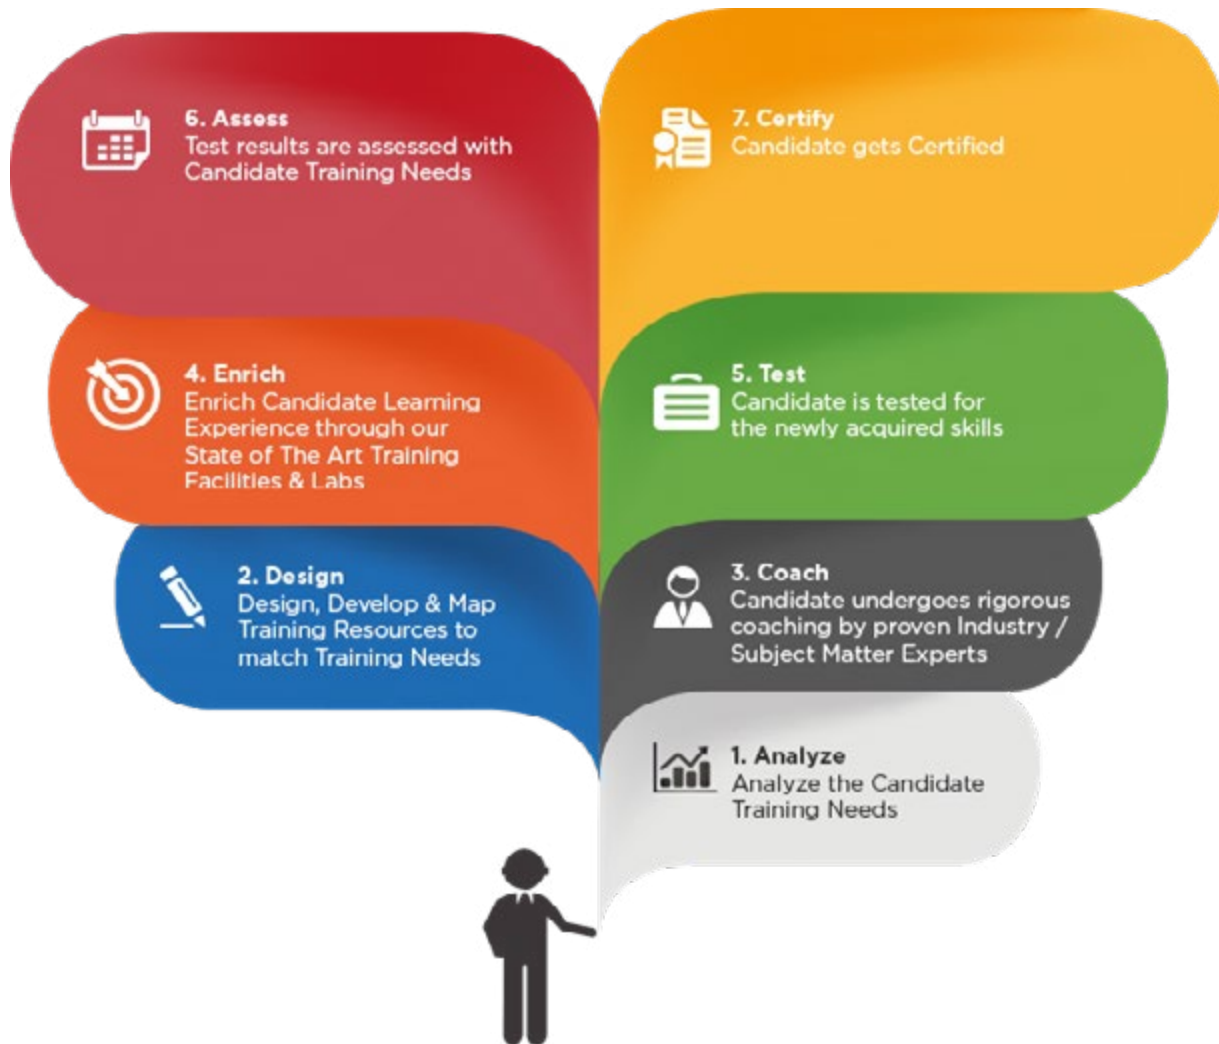 6. Assess
Test results are assessed with
Candidate Training Needs
7. Certify
Candidate gets Certified
4. Enrich
Enrich Candidate Learning
Experience through our
State of The Art Training
Facilities & Labs
5. Test
Candidate is tested for
the newly acquired skills
2. Design
Design, Develop & Map
Training Resources to
match Training Needs
3. Coach
Candidate undergoes rigorous
coaching by proven Industry /
Subject Matter Experts
1. Analyze
Analyze the Candidate
Training Needs